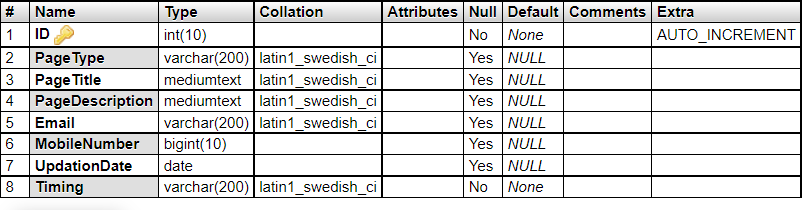 # Name Type Collation Attributes Null Default Comments Extra
1 ID int(10) No None AUTO_INCREMENT
2 PageType varchar(200) latin1_swedish_ci Yes NULL
3 PageTitle mediumtext latin1_swedish_ci Yes NULL
4 PageDescription mediumtext latin1_swedish_ci Yes NULL
5 Email varchar(200) latin1_swedish_ci Yes NULL
6 MobileNumber bigint(10) Yes NULL
7 UpdationDate date Yes NULL
8 Timing varchar(200) latin1_swedish_ci No None